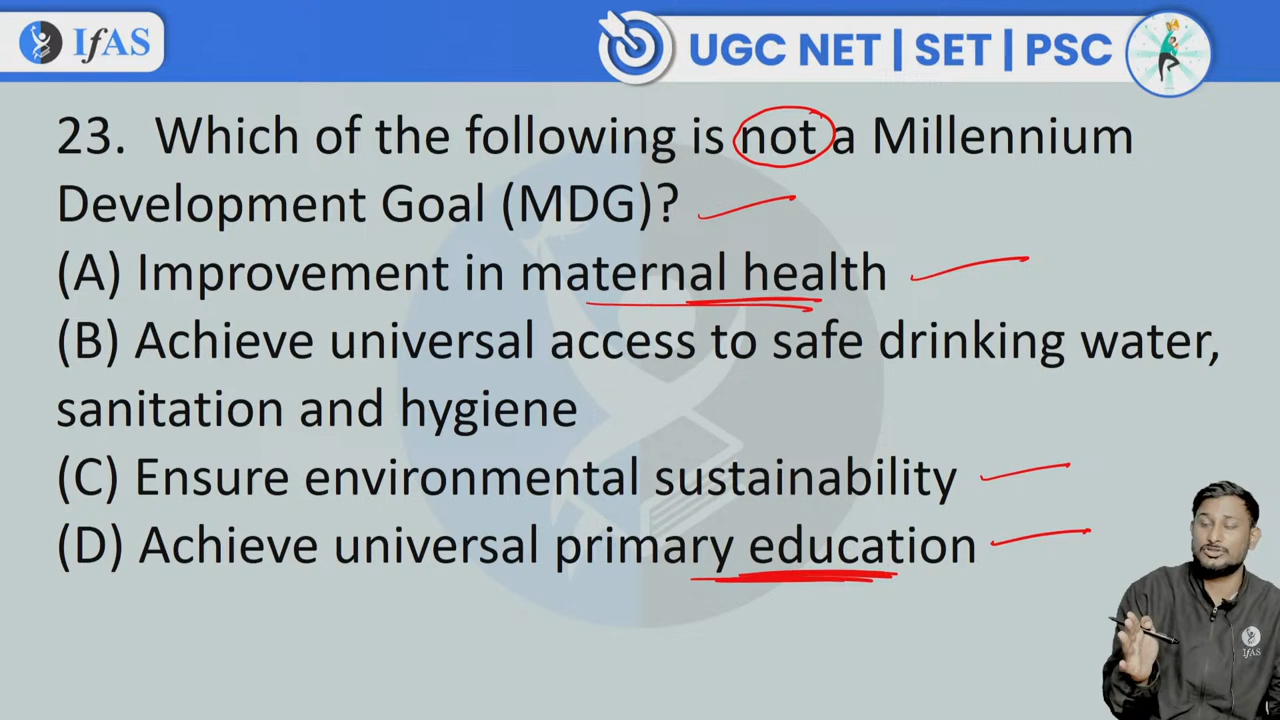 IfAS
UGC NET | SET | PSC
23. Which of the following is not a Millennium
Development Goal (MDG)?
(A) Improvement in maternal health
(B) Achieve universal access to safe drinking water,
sanitation and hygiene
(C) Ensure environmental sustainability
(D) Achieve universal primary education
IfAS